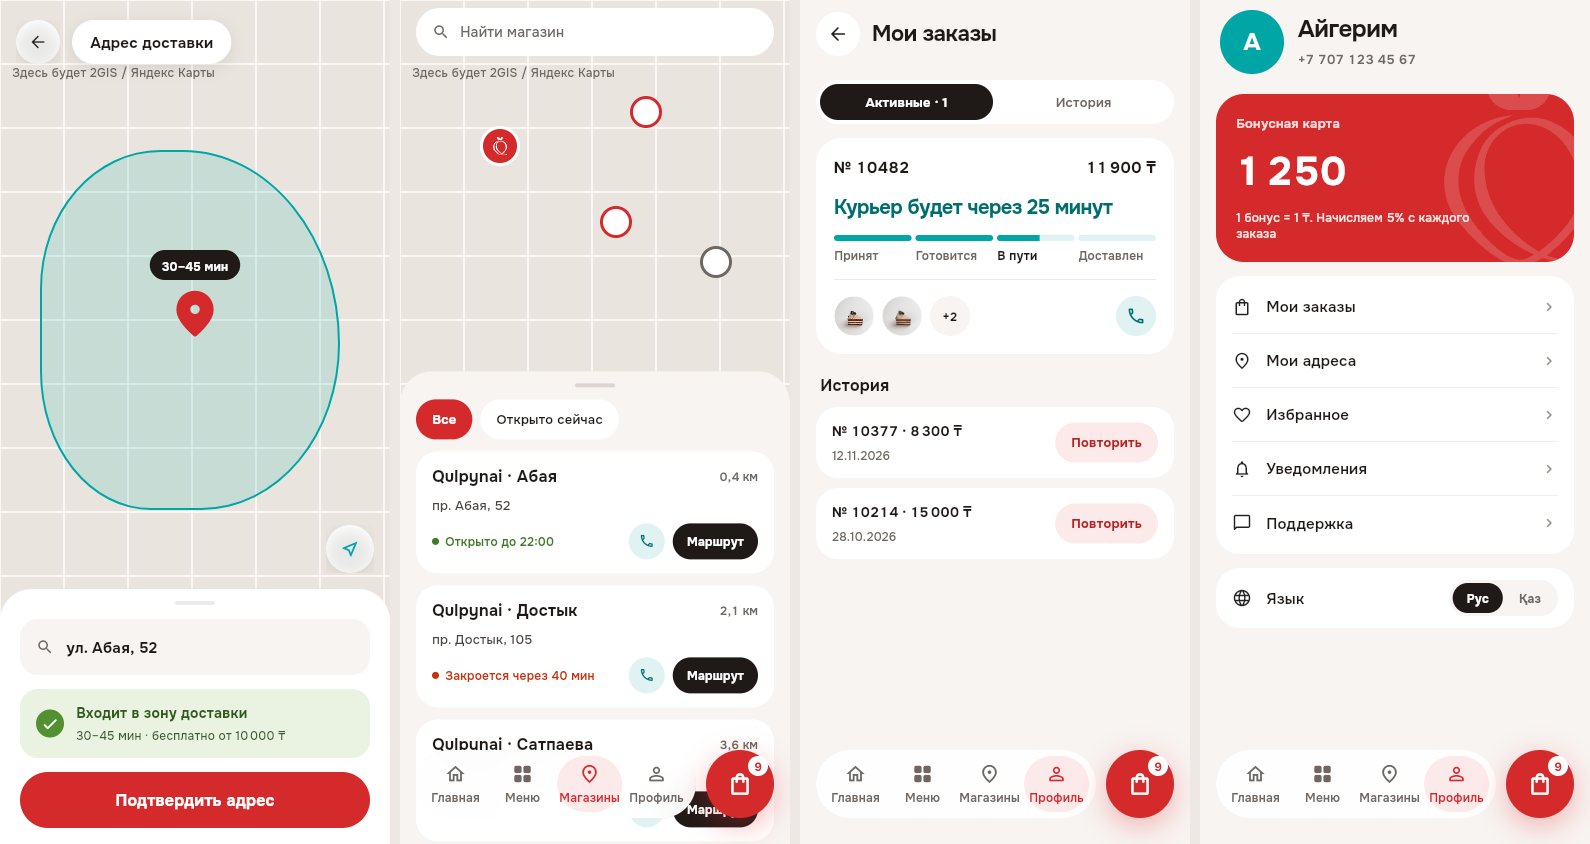 Адрес доставки
Здесь будет 2GIS / Яндекс Карты
30–45 мин
ул. Абая, 52
Входит в зону доставки
30–45 мин · бесплатно от 10 000 ₸
Подтвердить адрес
Найти магазин
Здесь будет 2GIS / Яндекс Карты
Все
Открыто сейчас
Qulpynai · Абая
0,4 км
пр. Абая, 52
Открыто до 22:00
Маршрут
Qulpynai · Достык
2,1 км
пр. Достык, 105
Закроется через 40 мин
Маршрут
Qulpynai · Сатпаева
3,6 км
Главная
Меню
Магазины
Профиль
9
Мои заказы
Активные · 1
История
№ 10482
11 900 ₸
Курьер будет через 25 минут
Принят
Готовится
В пути
Доставлен
+2
История
№ 10377 · 8 300 ₸
12.11.2026
Повторить
№ 10214 · 15 000 ₸
28.10.2026
Повторить
Главная
Меню
Магазины
Профиль
9
А
Айгерим
+7 707 123 45 67
Бонусная карта
1 250
1 бонус = 1 ₸. Начисляем 5% с каждого
заказа
Мои заказы
Мои адреса
Избранное
Уведомления
Поддержка
Язык
Рус
Қаз
Главная
Меню
Магазины
Профиль
9